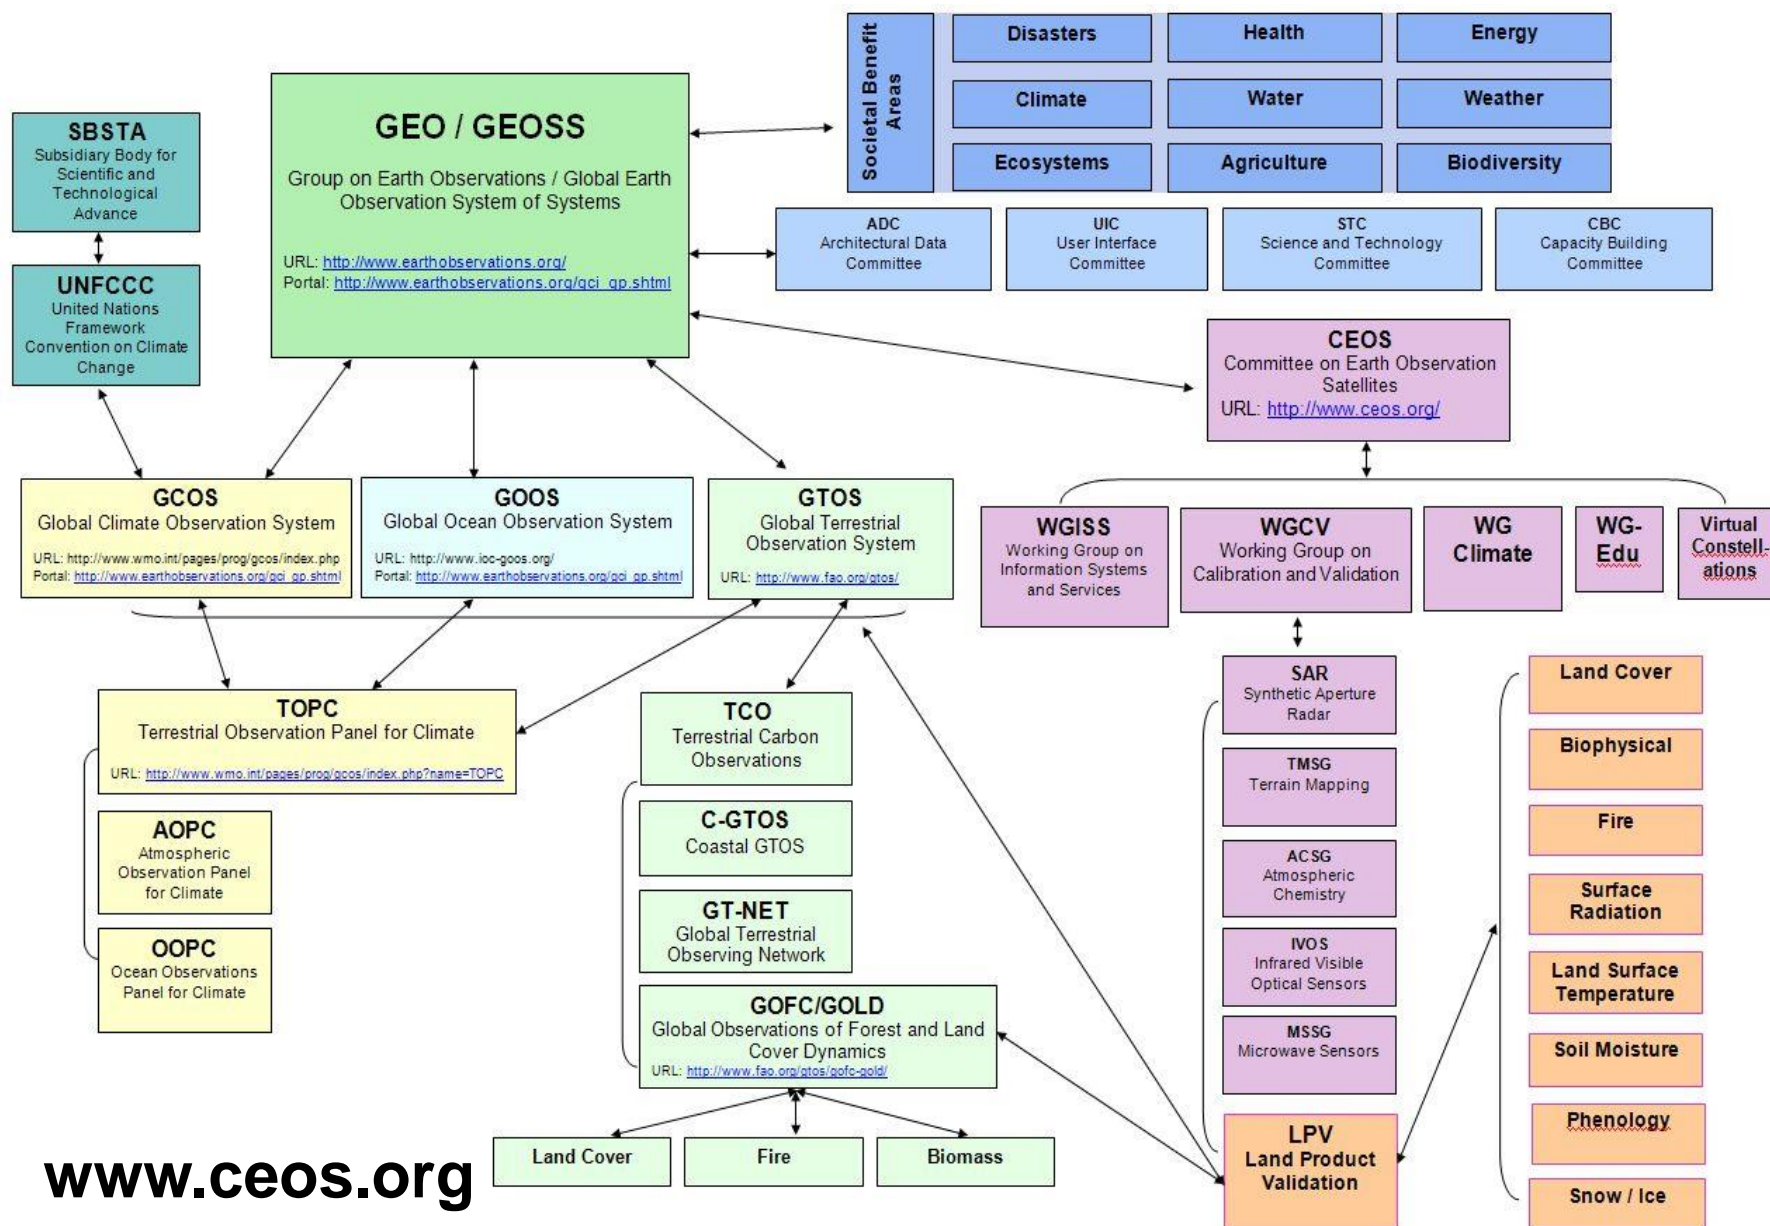 SBSTA
Subsidiary Body for
Scientific and
Technological
Advance
UNFCCC
United Nations
Framework
Convention on Climate
Change
GEO / GEOSS
Group on Earth Observations / Global Earth
Observation System of Systems
URL: http://www.earthobservations.org/
Portal: http://www.earthobservations.org/gci_gp.shtml
Societal Benefit
Areas
Disasters
Health
Energy
Climate
Water
Weather
Ecosystems
Agriculture
Biodiversity
ADC
Architectural Data
Committee
UIC
User Interface
Committee
STC
Science and Technology
Committee
CBC
Capacity Building
Committee
CEOS
Committee on Earth Observation
Satellites
URL: http://www.ceos.org/
GCOS
Global Climate Observation System
URL: http://www.wmo.int/pages/prog/gcos/index.php
Portal: http://www.earthobservations.org/gci_gp.shtml
GOOS
Global Ocean Observation System
URL: http://www.ioc-goos.org/
Portal: http://www.earthobservations.org/gci_gp.shtml
GTOS
Global Terrestrial
Observation System
URL: http://www.fao.org/gtos/
WGISS
Working Group on
Information Systems
and Services
WGCV
Working Group on
Calibration and Validation
WG
Climate
WG-
Edu
Virtual
Constell-
ations
TOPC
Terrestrial Observation Panel for Climate
URL: http://www.wmo.int/pages/prog/gcos/index.php?name=TOPC
AOPC
Atmospheric
Observation Panel
for Climate
OOPC
Ocean Observations
Panel for Climate
TCO
Terrestrial Carbon
Observations
C-GTOS
Coastal GTOS
GT-NET
Global Terrestrial
Observing Network
GOFC/GOLD
Global Observations of Forest and Land
Cover Dynamics
URL: http://www.fao.org/gtos/gofc-gold/
Land Cover
Fire
Biomass
SAR
Synthetic Aperture
Radar
TMSG
Terrain Mapping
ACSG
Atmospheric
Chemistry
IVOS
Infrared Visible
Optical Sensors
MSSG
Microwave Sensors
LPV
Land Product
Validation
Land Cover
Biophysical
Fire
Surface
Radiation
Land Surface
Temperature
Soil Moisture
Phenology
Snow / Ice
www.ceos.org